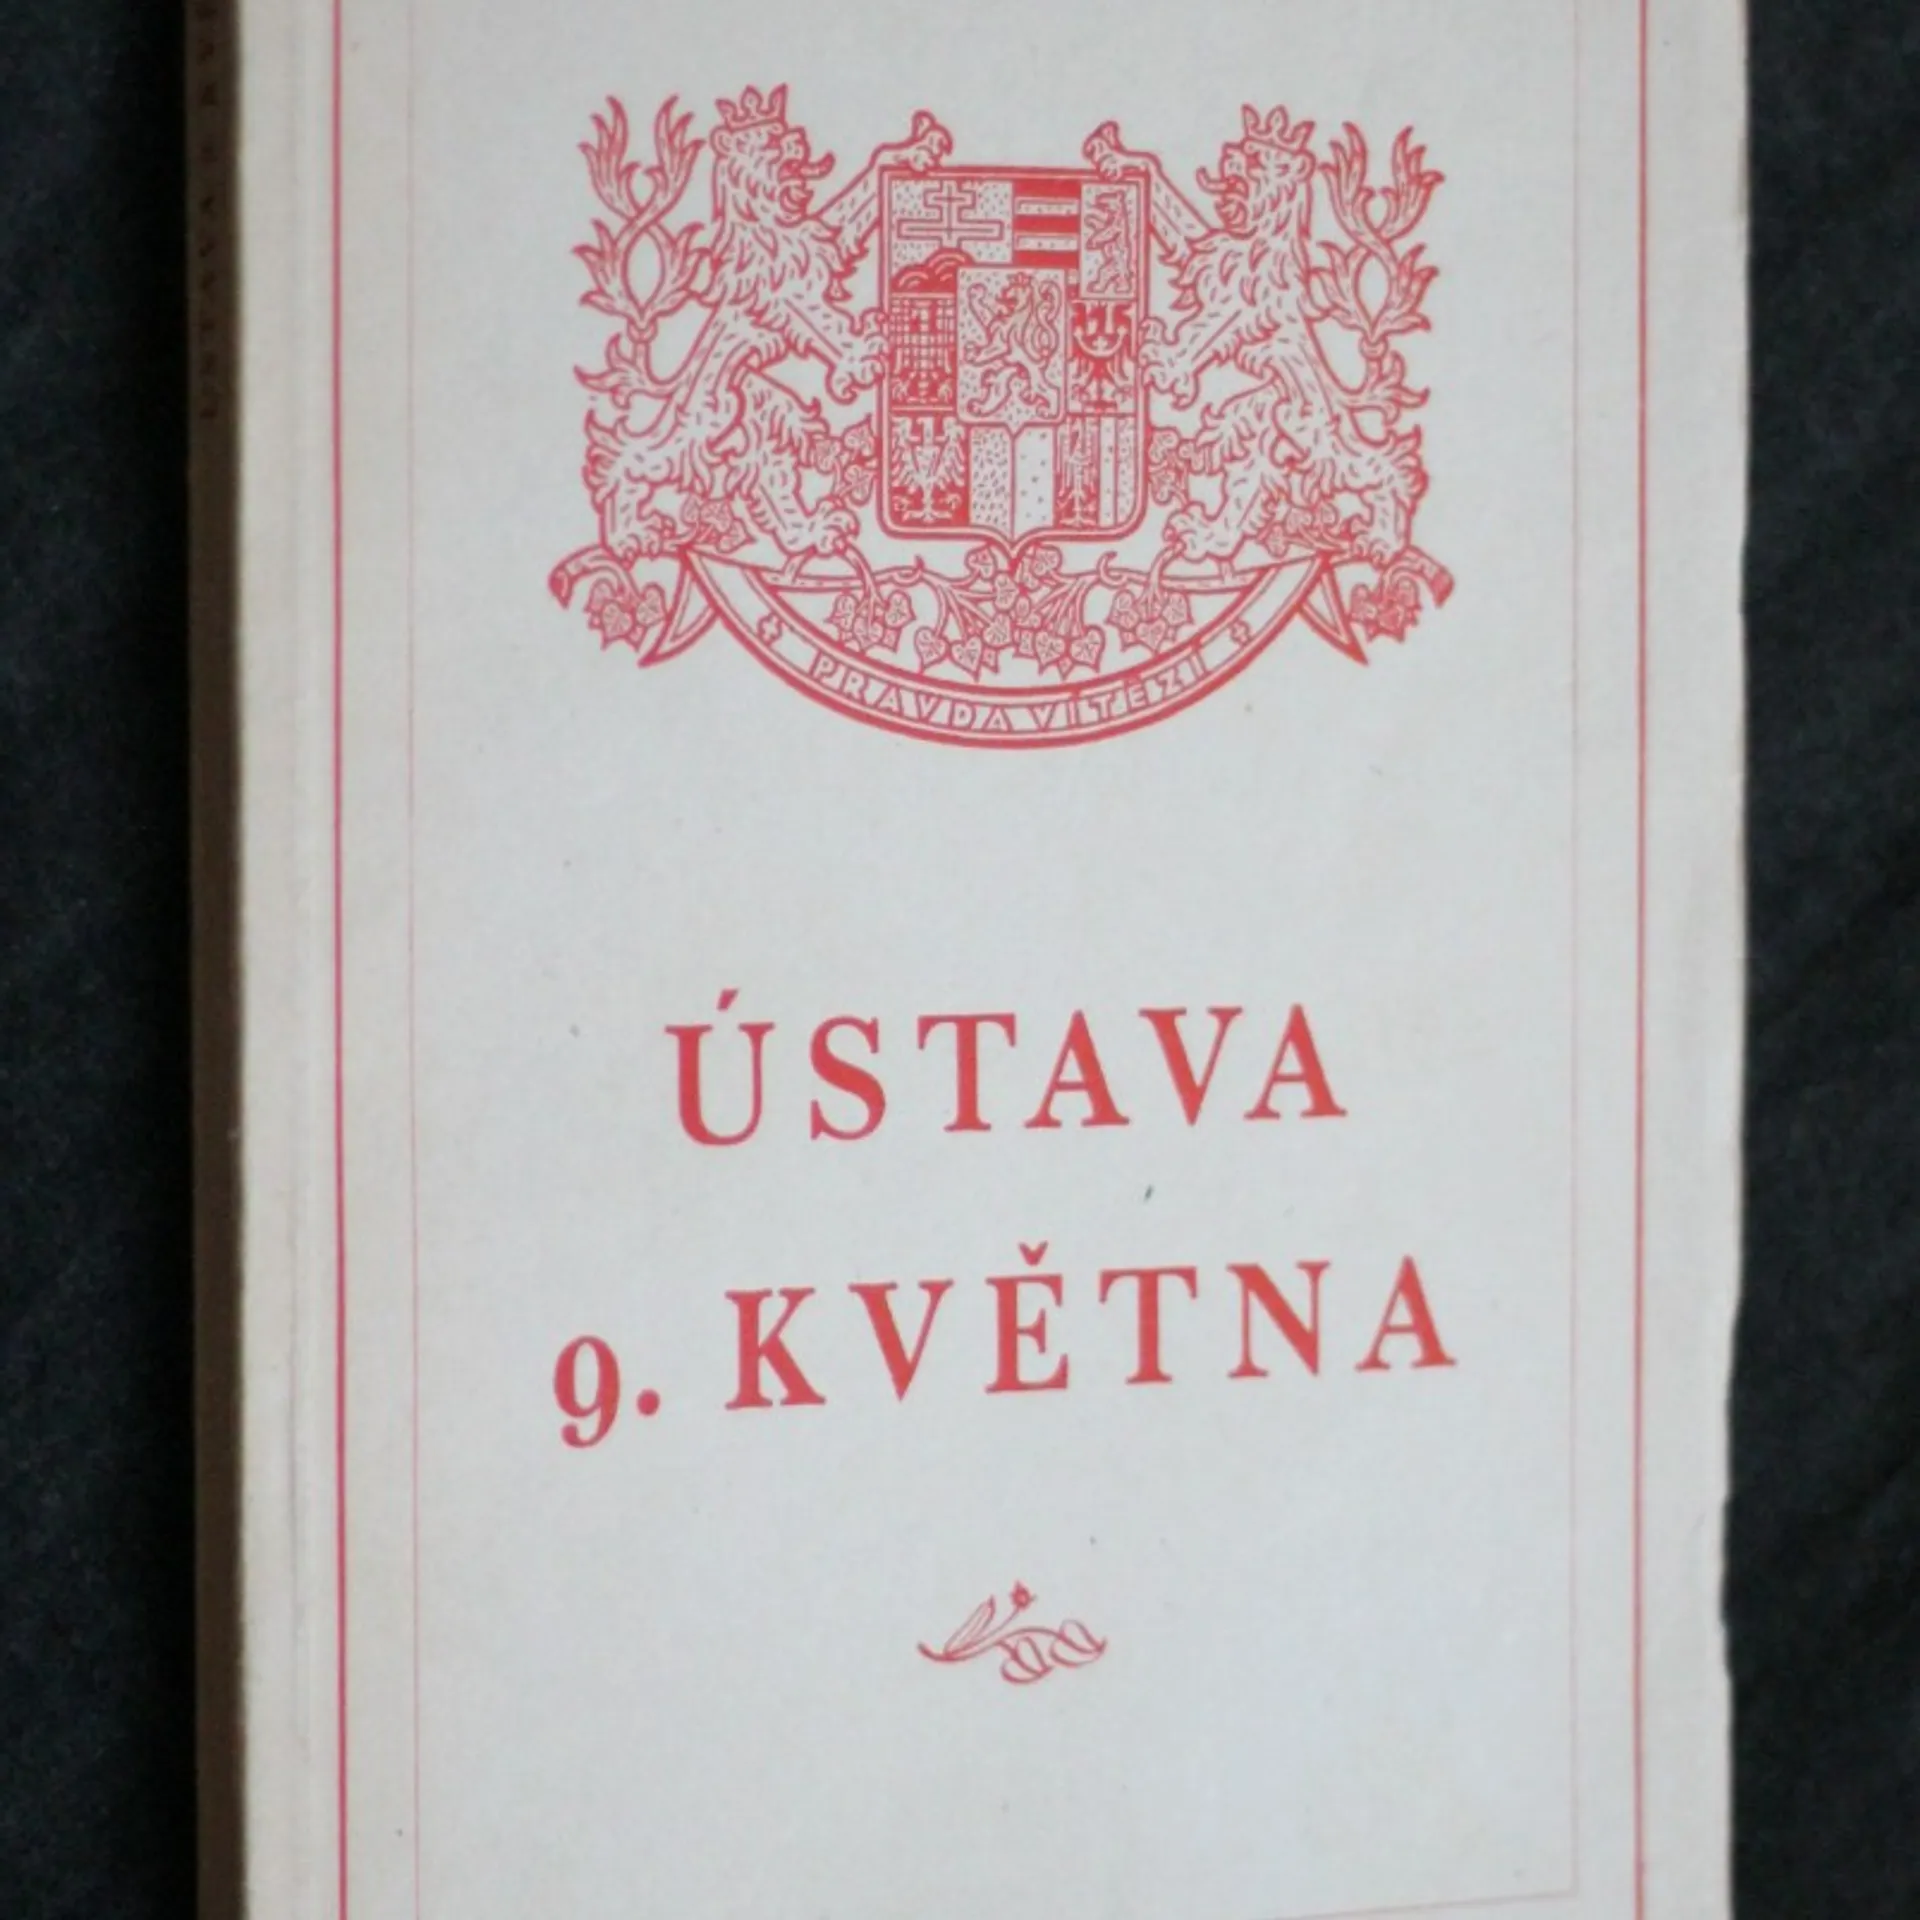 PRAVDA VÍTĚZÍ
ÚSTAVA
9. KVĚTNA